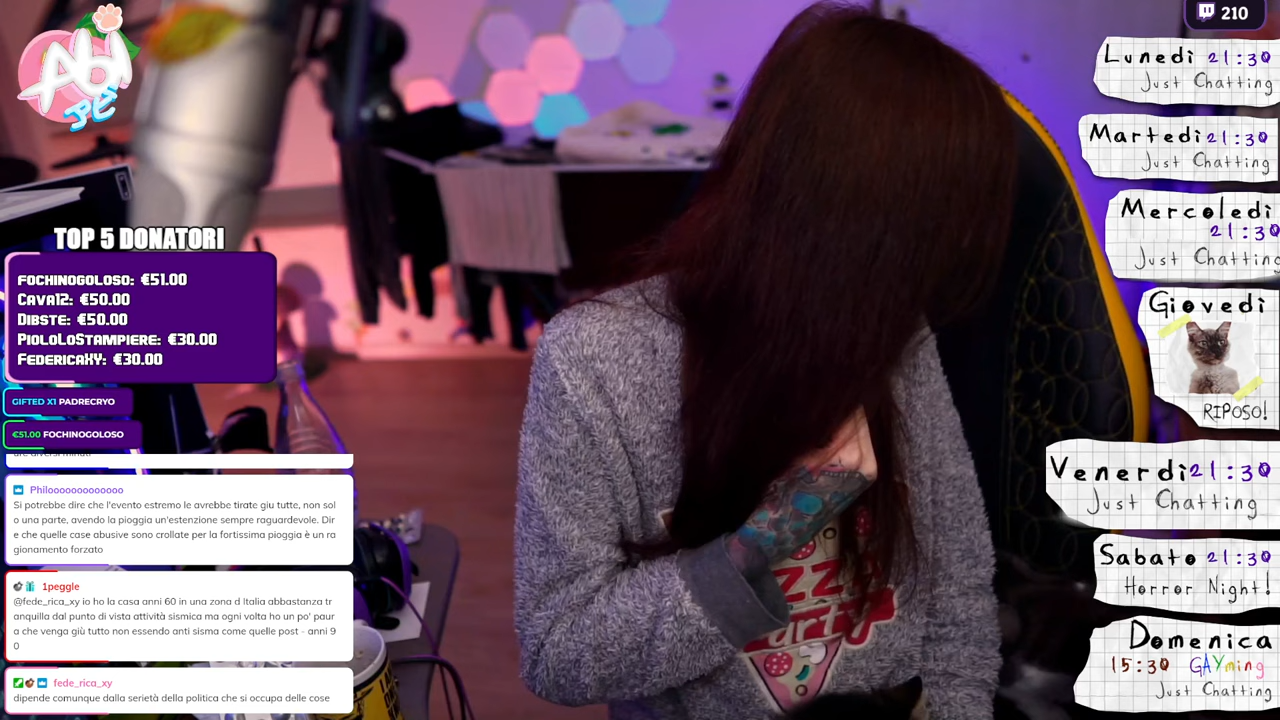 AHI
JEI
TOP 5 DONATORI
FOCHINOGOLOSO: €51.00
CAVA12: €50.00
DIBSTE: €50.00
PIOLOLOSTAMPIERE: €30.00
FEDERICAXY: €30.00
GIFTED X1 PADRECRYO
€51.00 FOCHINOGOLOSO
are diversi minuti
Philooooooooooooo
Si potrebbe dire che l'evento estremo le avrebbe tirate giu tutte, non sol
o una parte, avendo la pioggia un'estenzione sempre raguardevole. Dir
e che quelle case abusive sono crollate per la fortissima pioggia è un ra
gionamento forzato
1peggle
@fede_rica_xy io ho la casa anni 60 in una zona d Italia abbastanza tr
anquilla dal punto di vista attività sismica ma ogni volta ho un po' paur
a che venga giù tutto non essendo anti sisma come quelle post - anni 9
0
fede_rica_xy
dipende comunque dalla serietà della politica che si occupa delle cose
210
Lunedì 21:30
Just Chatting
Martedì 21:30
Just Chatting
Mercoledì
21:30
Just Chatting
Giovedì
RIPOSO!
Venerdì 21:30
Just Chatting
Sabato 21:30
Horror Night!
Domenica
15:30 GAYming
Just Chatting